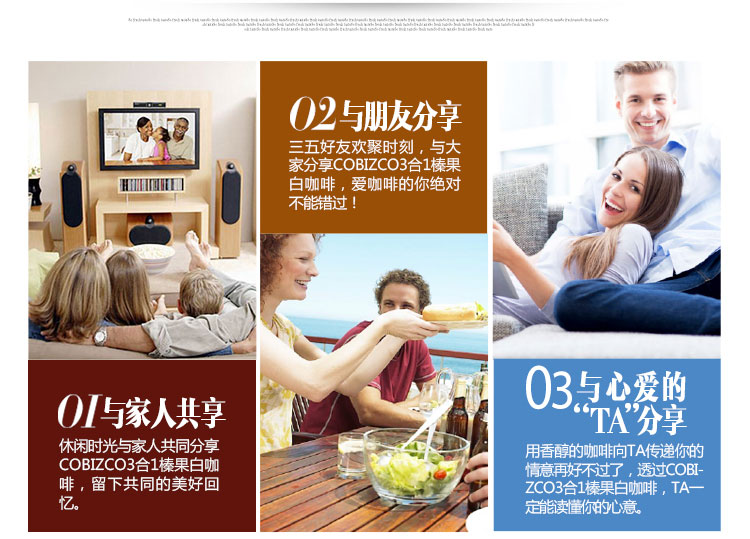 01与家人共享
休闲时光与家人共同分享
COBIZCO3合1榛果白咖
啡，留下共同的美好回
忆。
02与朋友分享
三五好友欢聚时刻，与大
家分享COBIZCO3合1榛果
白咖啡，爱咖啡的你绝对
不能错过！
03与心爱的
“TA”分享
用香醇的咖啡向TA传递你的
情意再好不过了，透过COBI-
ZCO3合1榛果白咖啡，TA一
定能读懂你的心意。